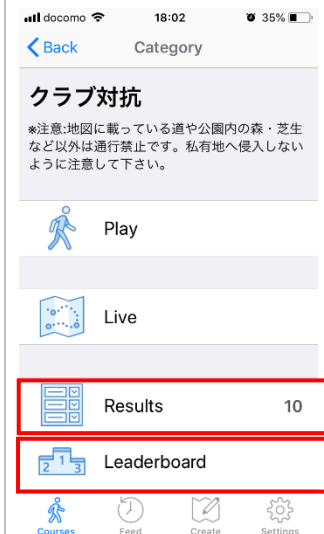 docomo 18:02 35%
Back Category
クラブ対抗
*注意:地図に載っている道や公園内の森・芝生
など以外は通行禁止です。私有地へ侵入しない
ように注意して下さい。
Play
Live
Results 10
2 1 3
Leaderboard
Courses Feed Create Settings